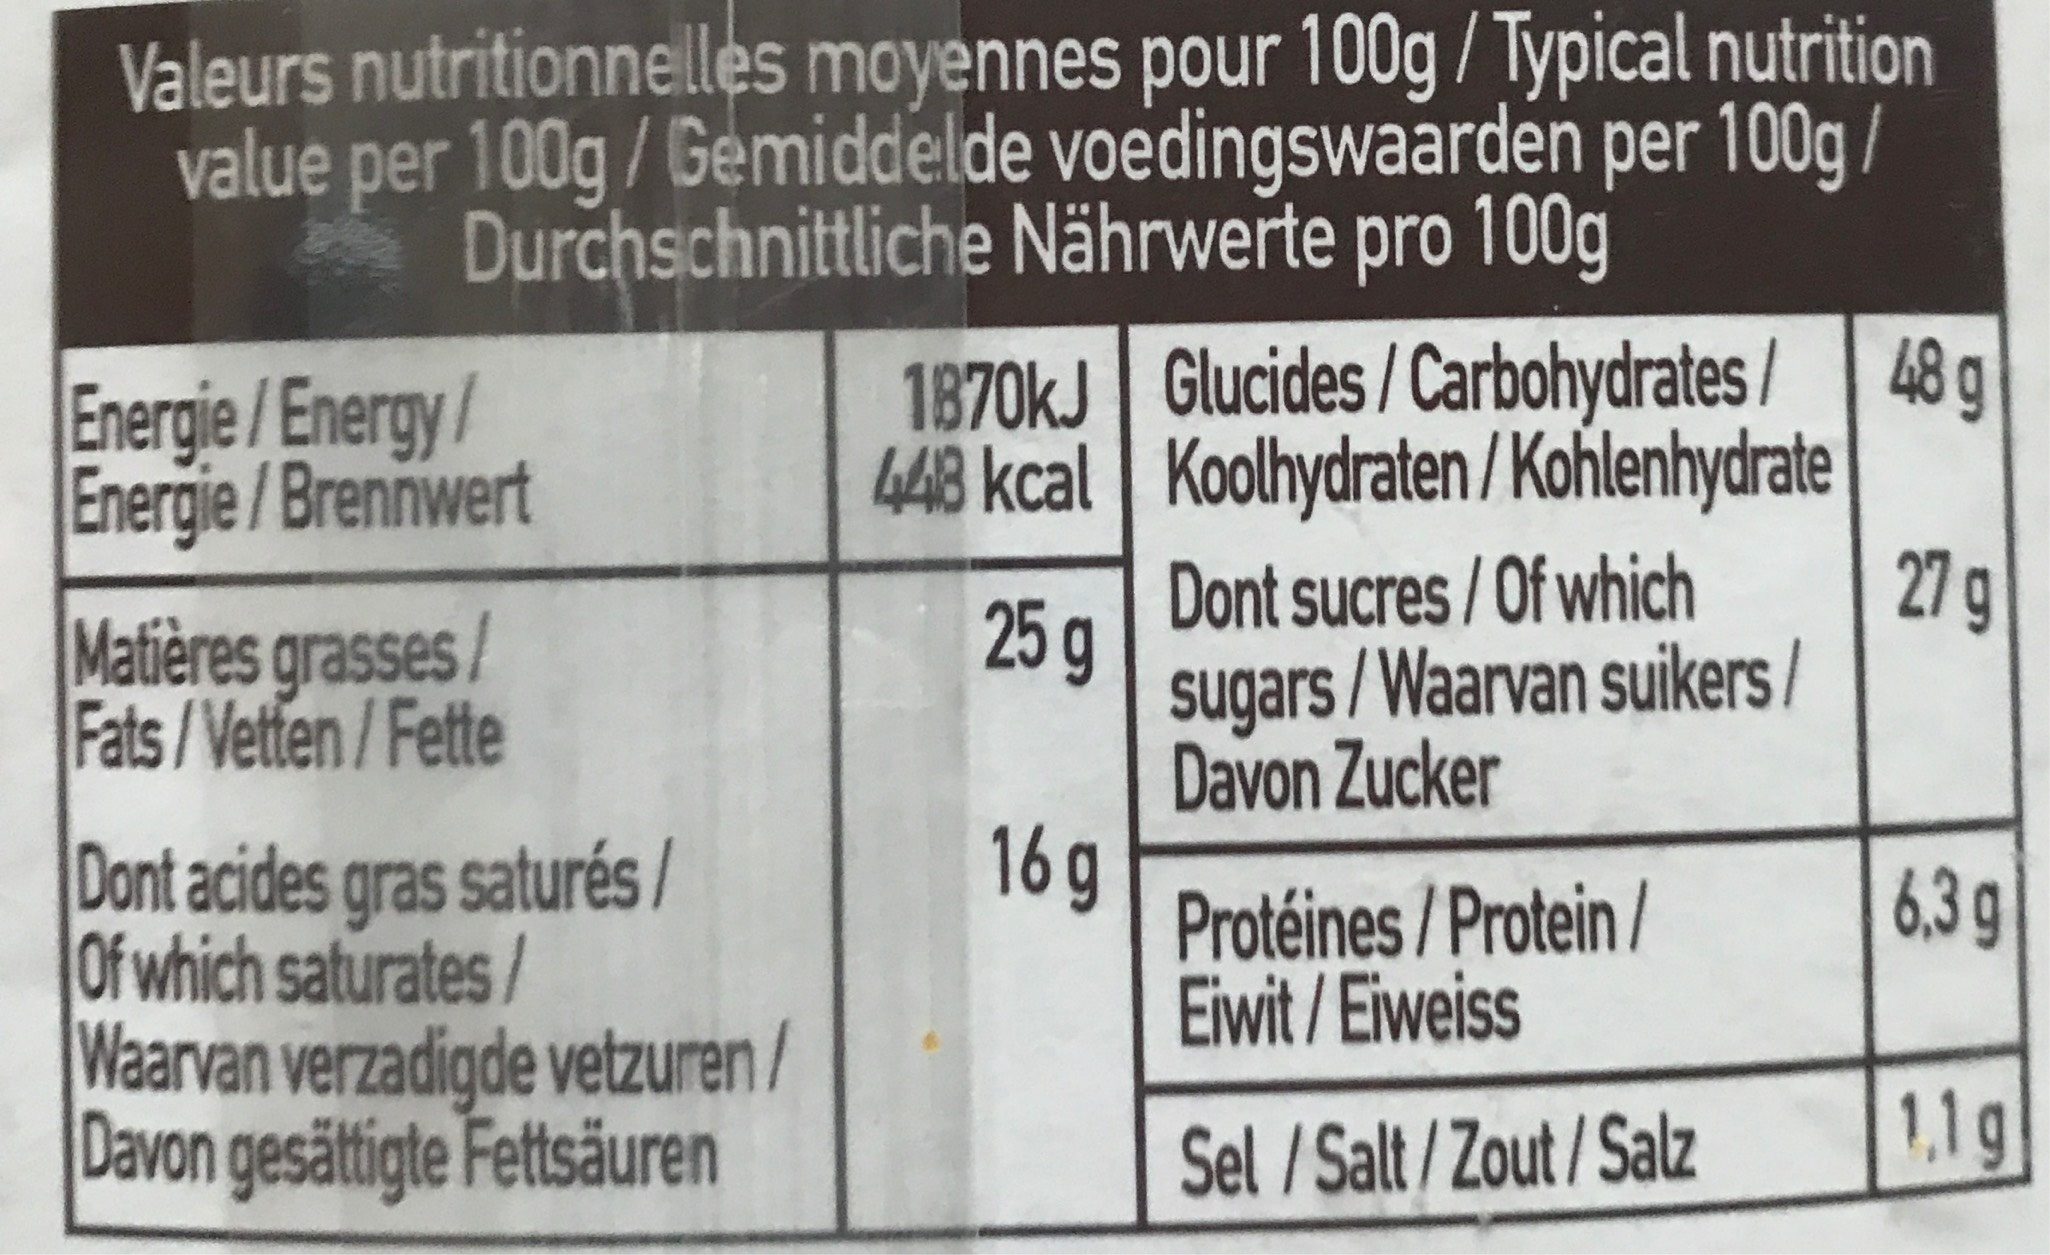 Valeurs nutritionnelles moyennes pour 100g / Typical nutrition
value per 100g / Gemiddelde voedingswaarden per 100g /
Durchschnittliche Nährwerte pro 100g
Energie / Energy /
Energie / Brennwert
1870kJ
448 kcal
Matières grasses /
Fats / Vetten / Fette
25 g
Dont acides gras saturés /
Of which saturates /
Waarvan verzadigde vetzuren /
Davon gesättigte Fettsäuren
16 g
Glucides / Carbohydrates /
Koolhydraten / Kohlenhydrate
48 g
Dont sucres / Of which
sugars / Waarvan suikers /
Davon Zucker
27 g
Protéines / Protein /
Eiwit / Eiweiss
6.3 g
Sel / Salt / Zout / Salz
1.1 g